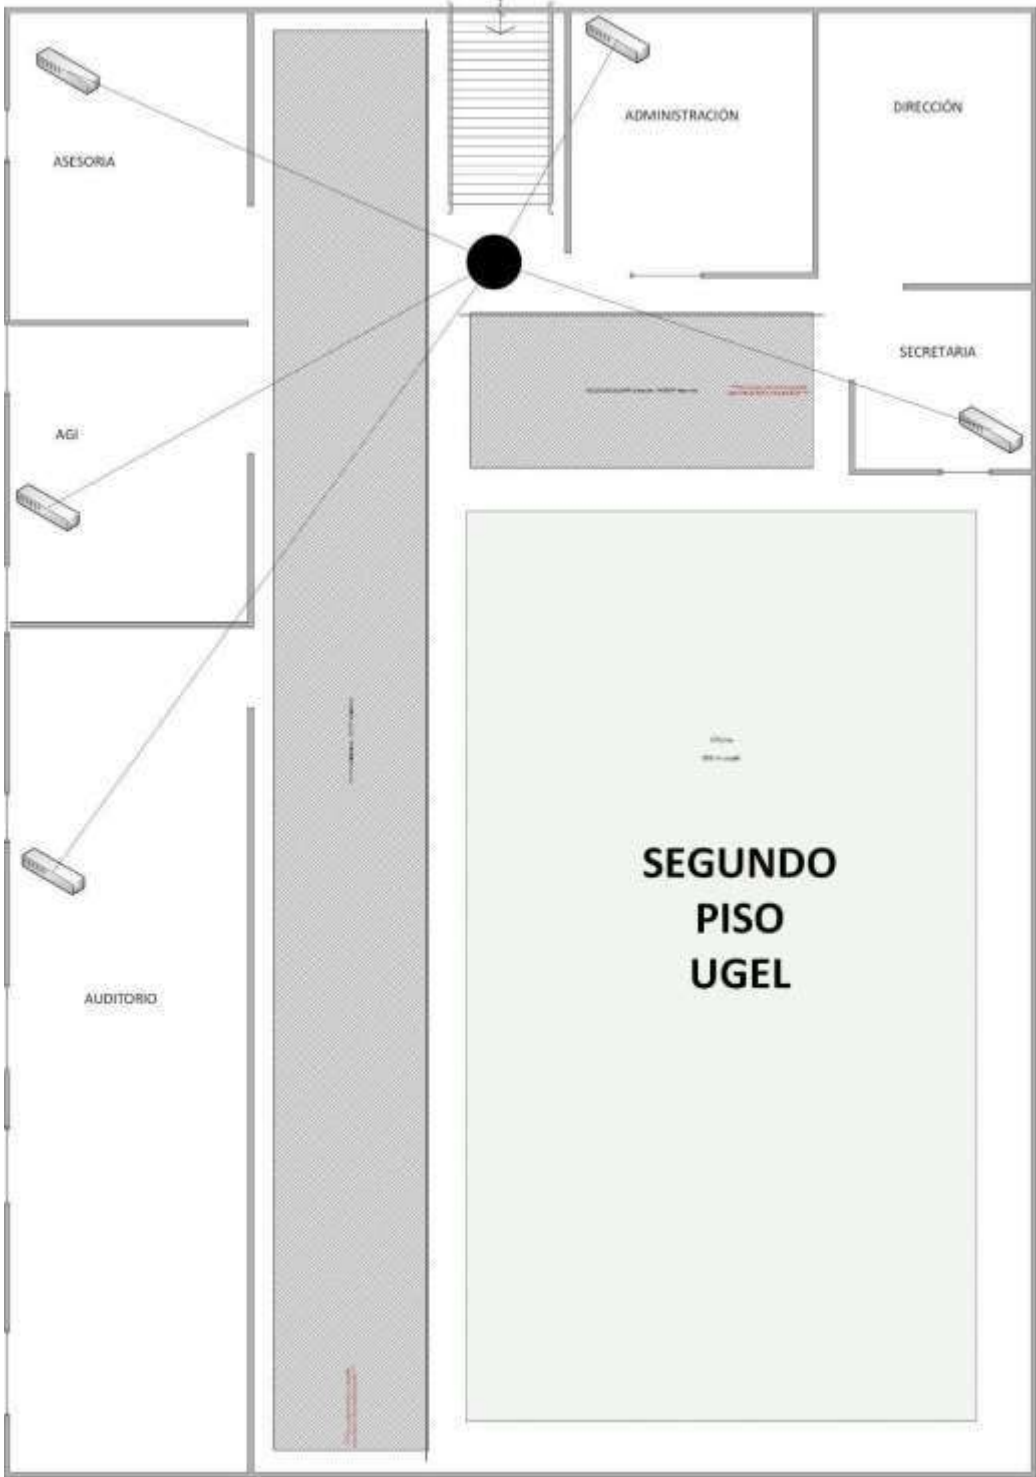 ADMINISTRACIÓN
DIRECCIÓN
ASESORIA
SECRETARIA
AGI
SEGUNDO
PISO
UGEL
AUDITORIO